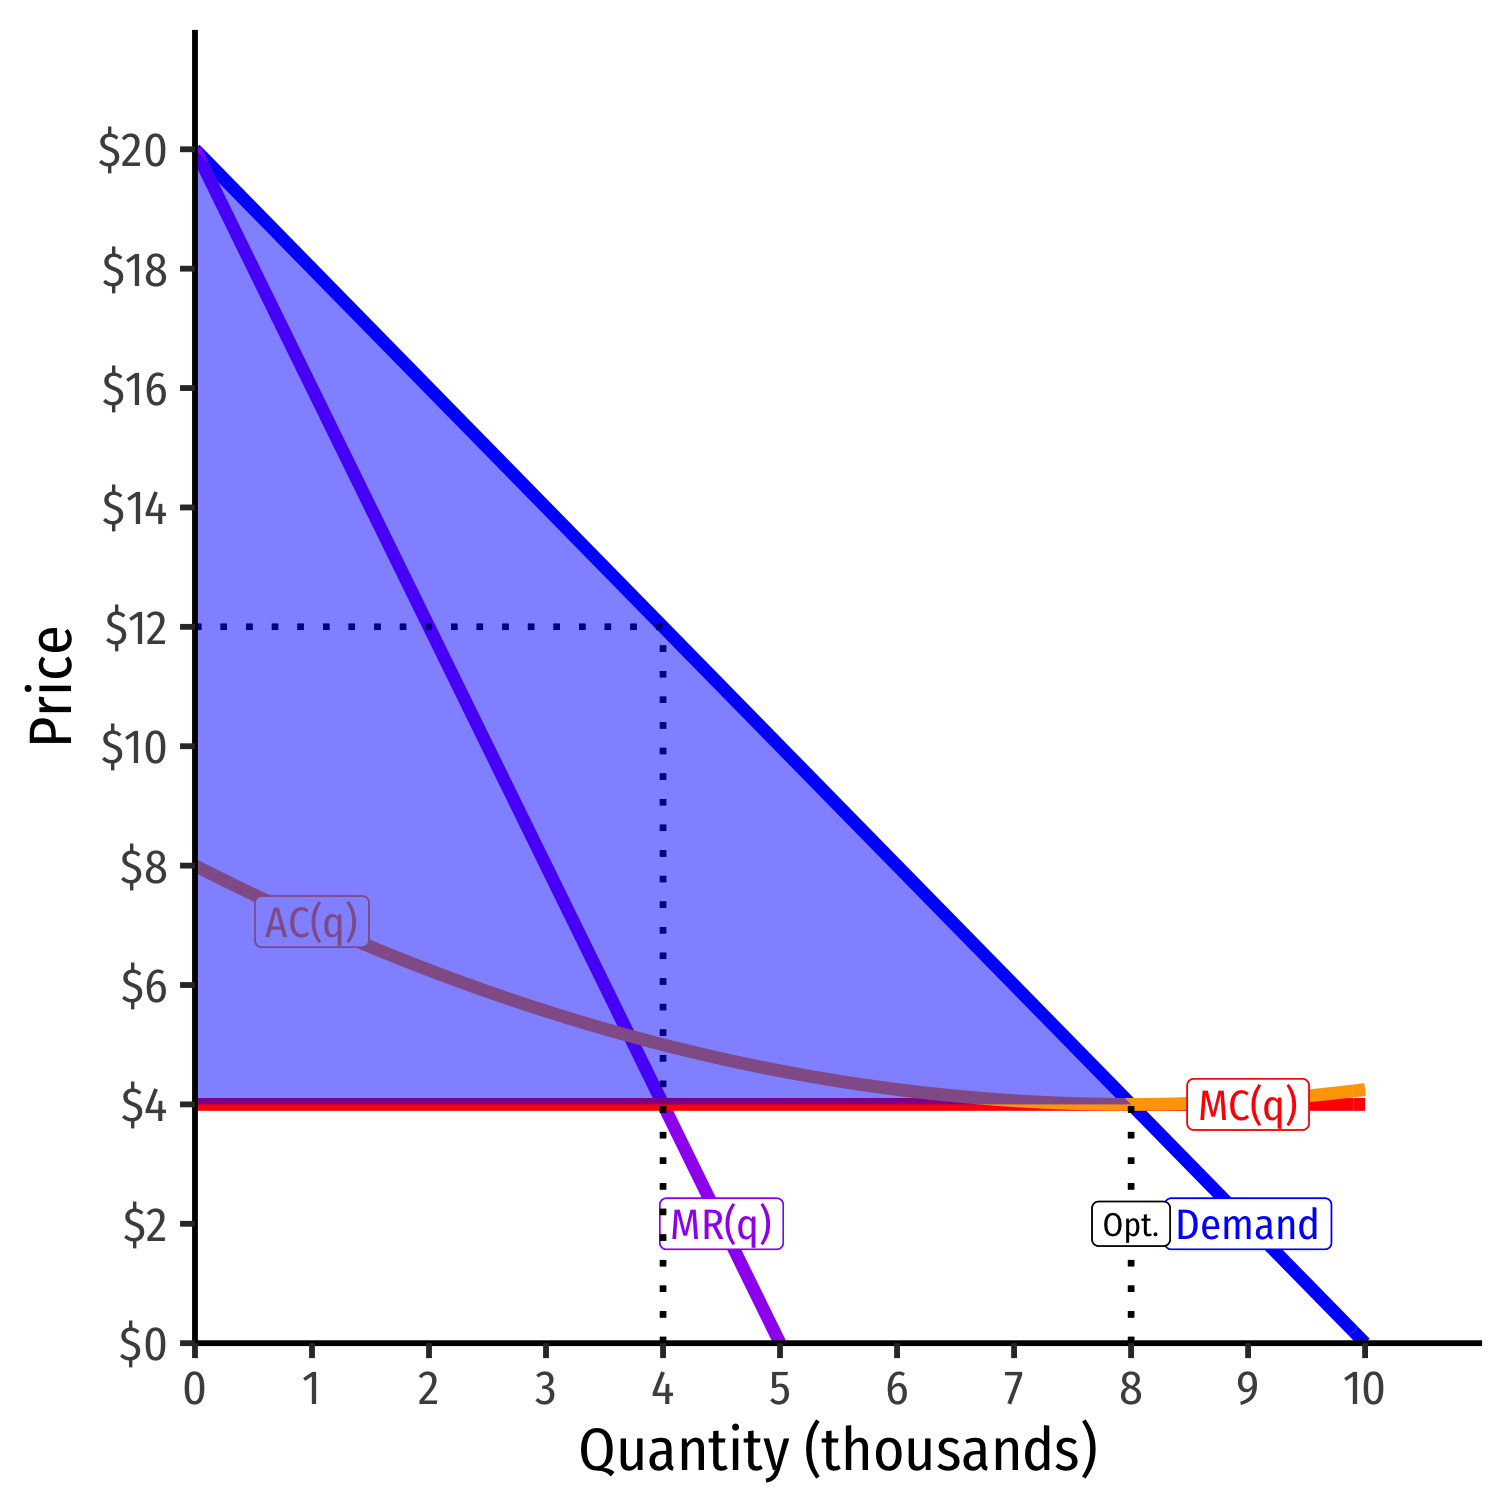 $20
$18
$16
$14
$12
$10
$8
$6
$4
$2
$0
Price
AC(q)
MC(q)
MR(q)
Opt.
Demand
0 1 2 3 4 5 6 7 8 9 10
Quantity (thousands)